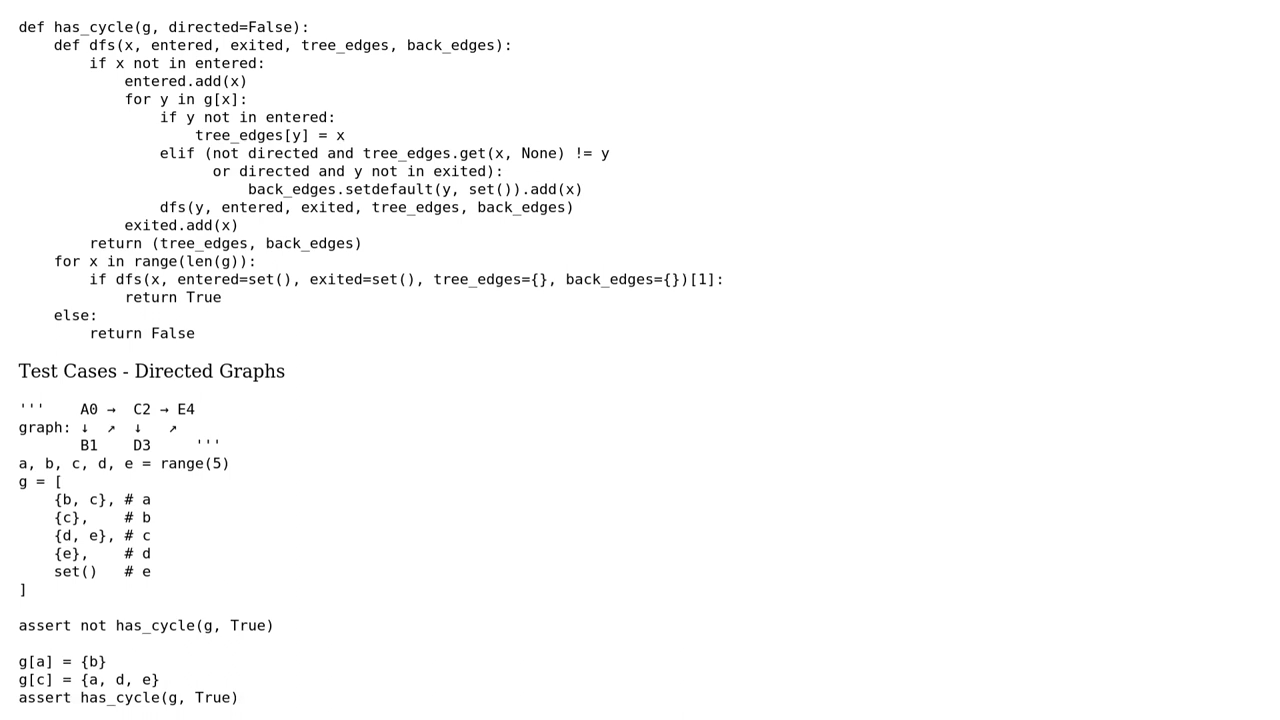 def has_cycle(g, directed=False):
    def dfs(x, entered, exited, tree_edges, back_edges):
        if x not in entered:
            entered.add(x)
            for y in g[x]:
                if y not in entered:
                    tree_edges[y] = x
                elif (not directed and tree_edges.get(x, None) != y
                      or directed and y not in exited):
                          back_edges.setdefault(y, set()).add(x)
                dfs(y, entered, exited, tree_edges, back_edges)
            exited.add(x)
        return (tree_edges, back_edges)
    for x in range(len(g)):
        if dfs(x, entered=set(), exited=set(), tree_edges={}, back_edges={})[1]:
            return True
    else:
        return False
Test Cases - Directed Graphs
'''    A0 →  C2 → E4
graph: ↓  ↗  ↓   ↗
       B1    D3     '''
a, b, c, d, e = range(5)
g = [
    {b, c}, # a
    {c},    # b
    {d, e}, # c
    {e},    # d
    set()   # e
]
assert not has_cycle(g, True)
g[a] = {b}
g[c] = {a, d, e}
assert has_cycle(g, True)